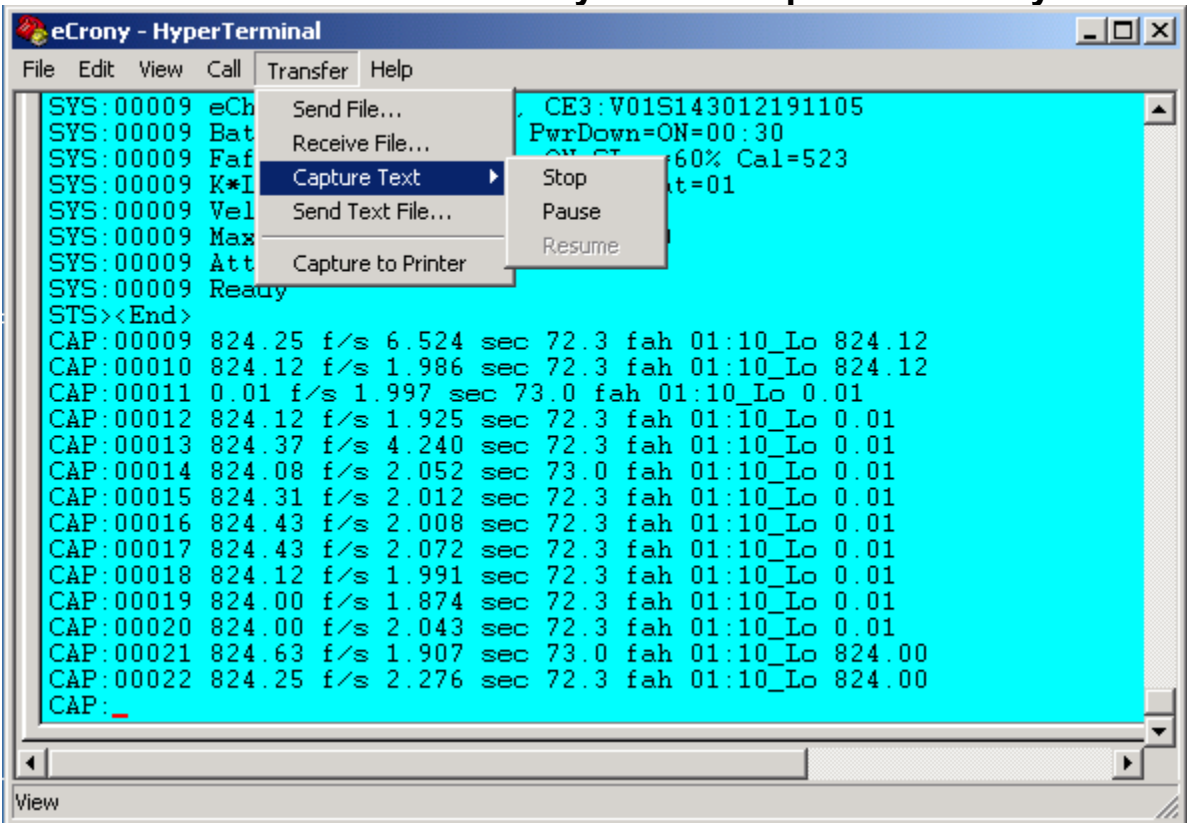 eCrony - HyperTerminal
File Edit View Call Transfer Help
SYS:00009 eCh , CE3:V01S143012191105
SYS:00009 Bat PwrDown=ON=00:30
SYS:00009 Faf =60% Cal=523
SYS:00009 K*L t=01
SYS:00009 Vel
SYS:00009 Max
SYS:00009 Att
SYS:00009 Ready
Send File...
Receive File...
Capture Text
Send Text File...
Capture to Printer
Stop
Pause
Resume
STS><End>
CAP:00009 824.25 f/s 6.524 sec 72.3 fah 01:10_Lo 824.12
CAP:00010 824.12 f/s 1.986 sec 72.3 fah 01:10_Lo 824.12
CAP:00011 0.01 f/s 1.997 sec 73.0 fah 01:10_Lo 0.01
CAP:00012 824.12 f/s 1.925 sec 72.3 fah 01:10_Lo 0.01
CAP:00013 824.37 f/s 4.240 sec 72.3 fah 01:10_Lo 0.01
CAP:00014 824.08 f/s 2.052 sec 73.0 fah 01:10_Lo 0.01
CAP:00015 824.31 f/s 2.012 sec 72.3 fah 01:10_Lo 0.01
CAP:00016 824.43 f/s 2.008 sec 72.3 fah 01:10_Lo 0.01
CAP:00017 824.43 f/s 2.072 sec 72.3 fah 01:10_Lo 0.01
CAP:00018 824.12 f/s 1.991 sec 72.3 fah 01:10_Lo 0.01
CAP:00019 824.00 f/s 1.874 sec 72.3 fah 01:10_Lo 0.01
CAP:00020 824.00 f/s 2.043 sec 72.3 fah 01:10_Lo 0.01
CAP:00021 824.63 f/s 1.907 sec 73.0 fah 01:10_Lo 824.00
CAP:00022 824.25 f/s 2.276 sec 72.3 fah 01:10_Lo 824.00
CAP:_
View